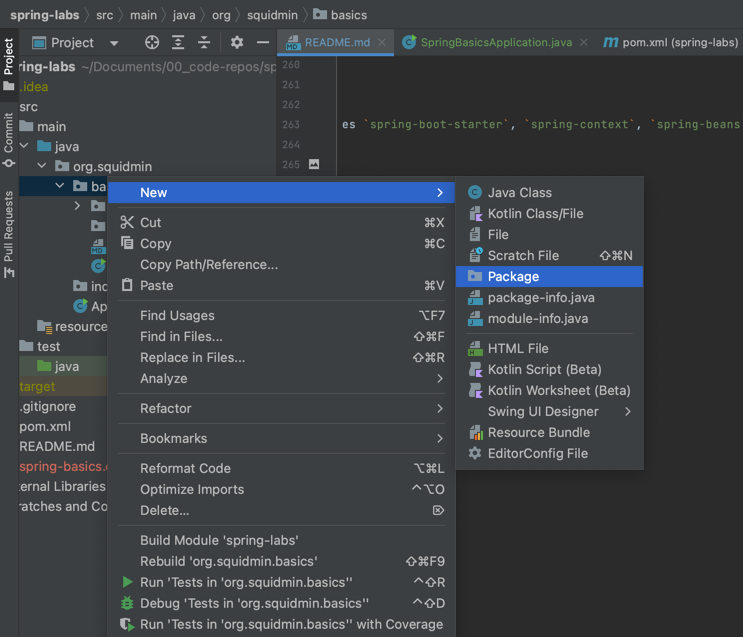 spring-labs src main java org squidmin basics
Project
README.md SpringBasicsApplication.java pom.xml (spring-labs)
Project
Commit
Pull Requests
ring-labs ~/Documents/00_code-repos/sp
.idea
src
main
java
org.squidmin
ba
ind
Ap
resource
test
java
target
.gitignore
pom.xml
README.md
spring-basics.
ternal Libraries
ratches and Co
260
261
262
263 es `spring-boot-starter`, `spring-context`, `spring-beans
264
265
New
Cut ⌘X
Copy ⌘C
Copy Path/Reference...
Paste ⌘V
Find Usages ⌥F7
Find in Files... ⇧⌘F
Replace in Files... ⇧⌘R
Analyze
Refactor
Bookmarks
Reformat Code ⌥⌘L
Optimize Imports ^⌥O
Delete... ⌦
Build Module 'spring-labs'
Rebuild 'org.squidmin.basics' ⇧⌘F9
Run 'Tests in 'org.squidmin.basics'' ^⇧R
Debug 'Tests in 'org.squidmin.basics'' ^⇧D
Run 'Tests in 'org.squidmin.basics'' with Coverage
Java Class
Kotlin Class/File
File
Scratch File ⇧⌘N
Package
package-info.java
module-info.java
HTML File
Kotlin Script (Beta)
Kotlin Worksheet (Beta)
Swing UI Designer
Resource Bundle
EditorConfig File